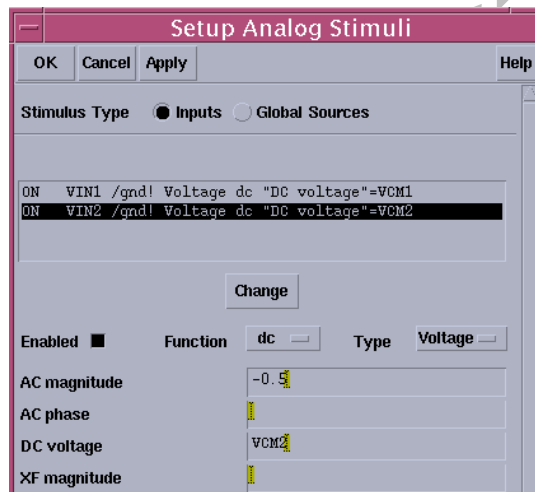 Setup Analog Stimuli
OK Cancel Apply Help
Stimulus Type Inputs Global Sources
ON VIN1 /gnd! Voltage dc "DC voltage"=VCM1
ON VIN2 /gnd! Voltage dc "DC voltage"=VCM2
Change
Enabled Function dc Type Voltage
AC magnitude -0.5
AC phase
DC voltage VCM2
XF magnitude